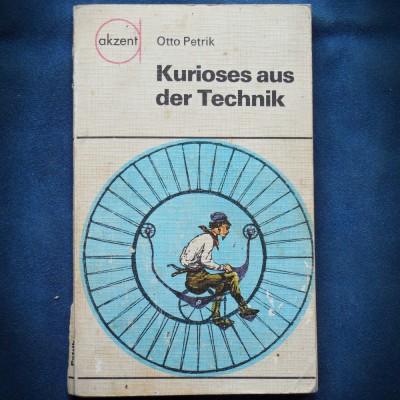 akzent
Otto Petrik
Kurioses aus
der Technik